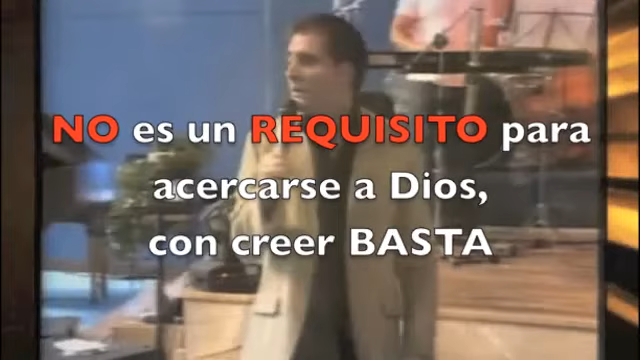 NO es un REQUISITO para
acercarse a Dios,
con creer BASTA